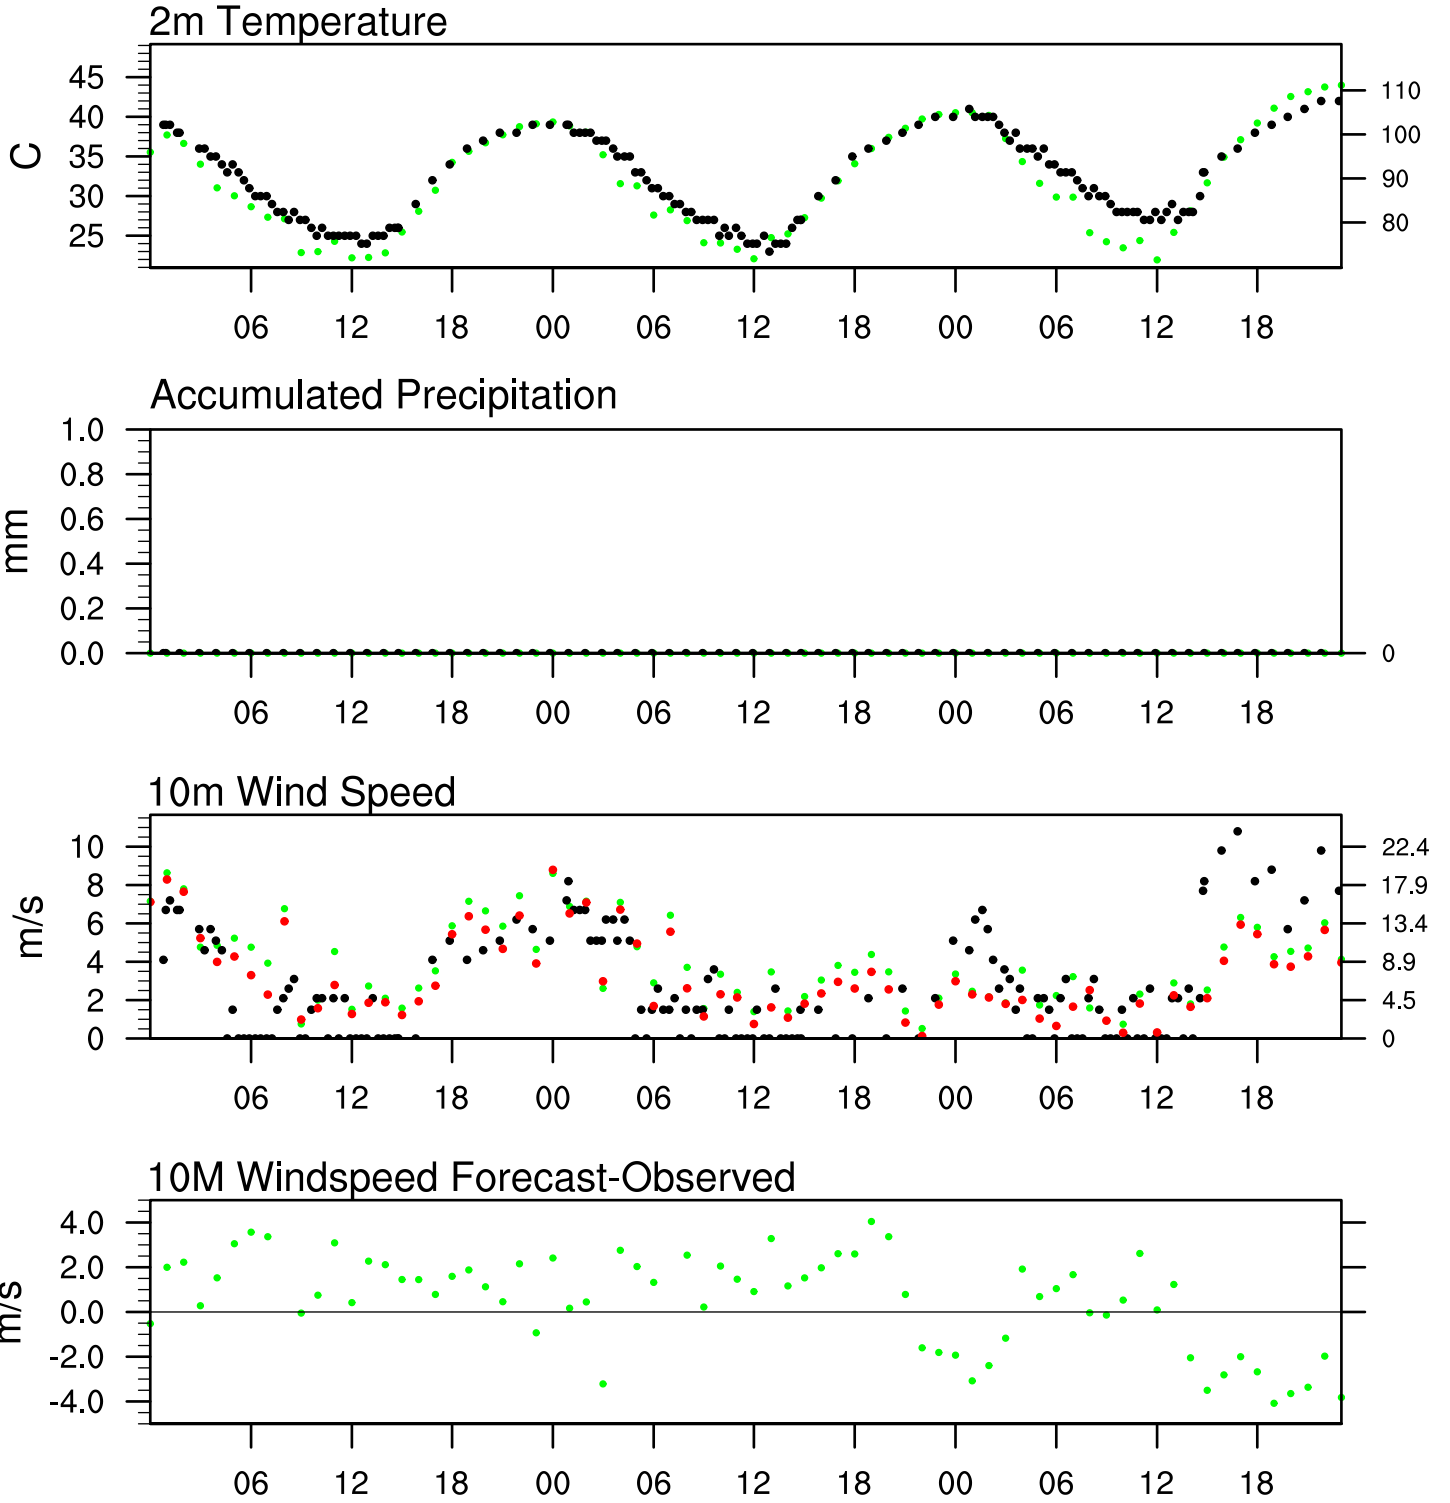 2m Temperature
C
45
40
35
30
25
110
100
90
80
06 12 18 00 06 12 18 00 06 12 18
Accumulated Precipitation
mm
1.0
0.8
0.6
0.4
0.2
0.0
0
06 12 18 00 06 12 18 00 06 12 18
10m Wind Speed
m/s
10
8
6
4
2
0
22.4
17.9
13.4
8.9
4.5
0
06 12 18 00 06 12 18 00 06 12 18
10M Windspeed Forecast-Observed
m/s
4.0
2.0
0.0
-2.0
-4.0
06 12 18 00 06 12 18 00 06 12 18